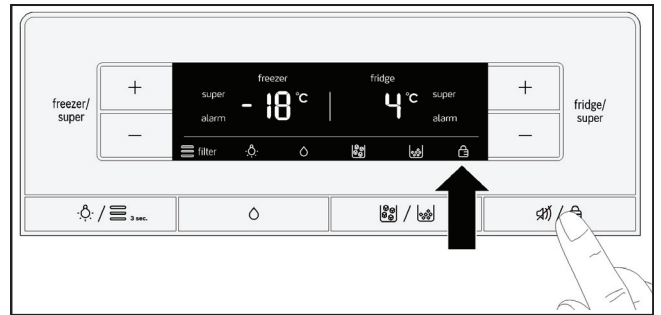 freezer/
super
+
−
freezer
super
alarm
- 18 °C
fridge
4 °C
super
alarm
filter
+
−
fridge/
super
/ 3 sec.
/
/